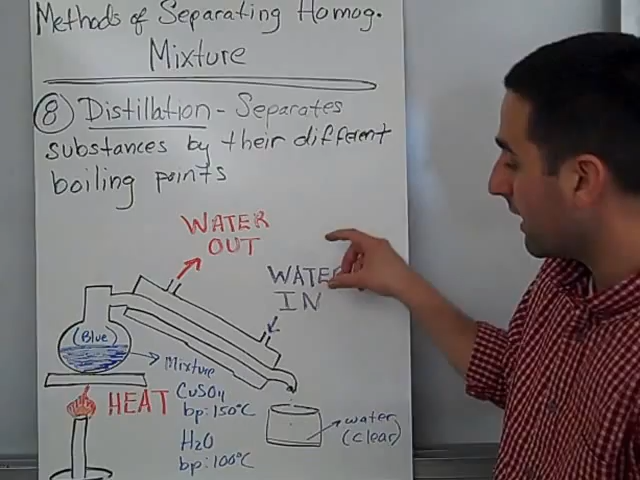 Methods of Separating Homog.
Mixture
8 Distillation - Separates
substances by their different
boiling points
WATER
OUT
WATER
IN
(Blue)
Mixture
HEAT
CuSO4
bp: 150°C
H2O
bp: 100°C
water
(clear)